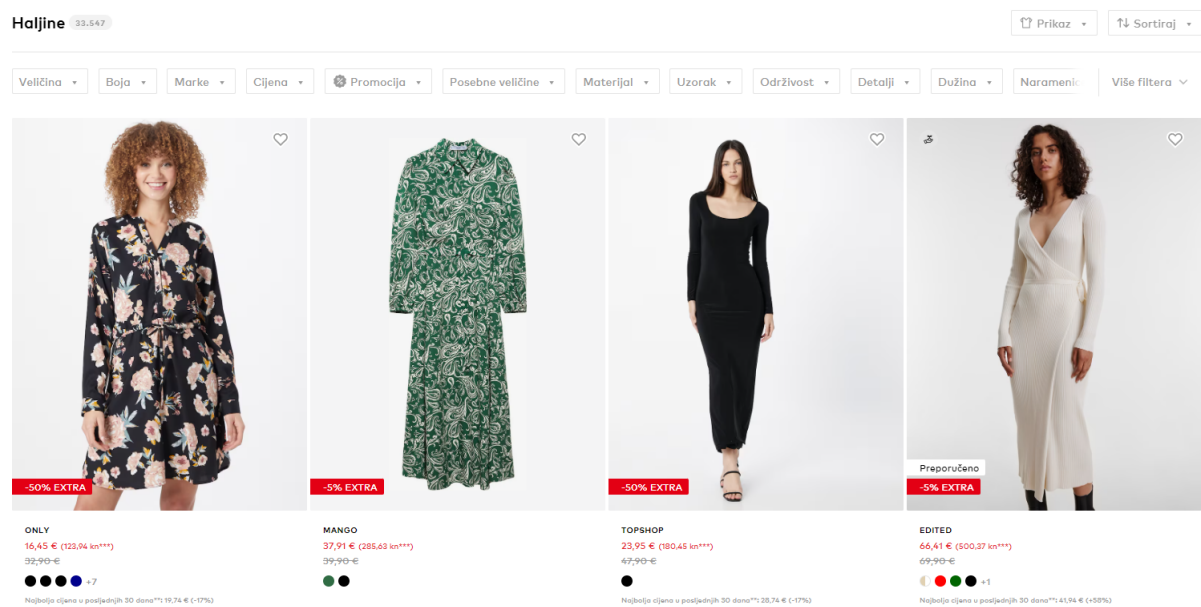 Haljine 33.547
Prikaz
Sortiraj
Veličina Boja Marke Cijena Promocija Posebne veličine Materijal Uzorak Održivost Detalji Dužina Naramenic Više filtera
Preporučeno
-50% EXTRA
-5% EXTRA
-50% EXTRA
-5% EXTRA
ONLY
16,45 € (123,94 kn***)
32,90 €
+7
Najbolja cijena u posljednjih 30 dana**: 19,74 € (-17%)
MANGO
37,91 € (285,63 kn***)
39,90 €
TOPSHOP
23,95 € (180,45 kn***)
47,90 €
Najbolja cijena u posljednjih 30 dana**: 28,74 € (-17%)
EDITED
66,41 € (500,37 kn***)
69,90 €
+1
Najbolja cijena u posljednjih 30 dana**: 41,94 € (+58%)